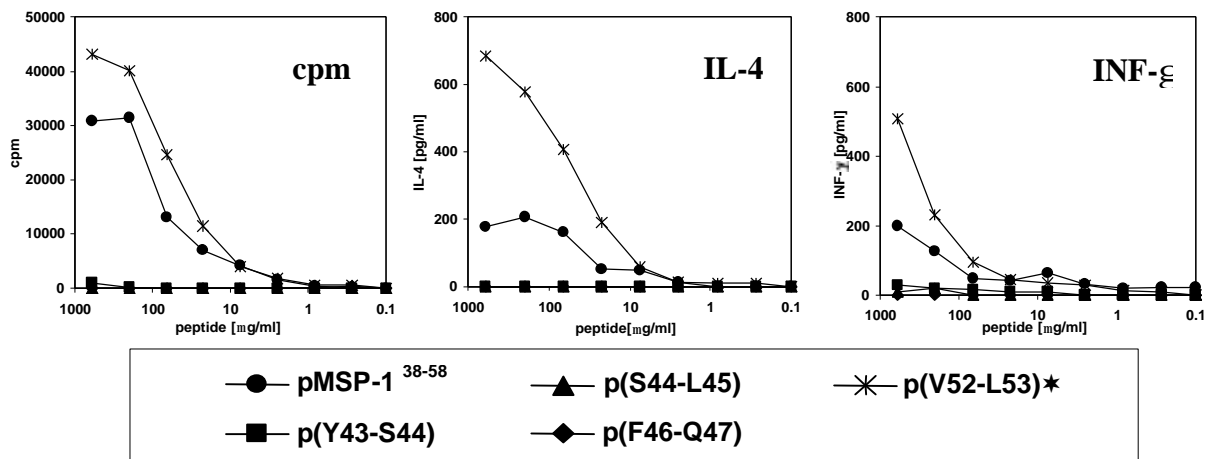 50000
40000
30000
20000
10000
0
cpm
cpm
1000 100 10 1 0.1
peptide [mg/ml]
800
600
400
200
0
IL-4 [pg/ml]
IL-4
1000 100 10 1 0.1
peptide[mg/ml]
800
600
400
200
0
INF- [pg/ml]
INF-g
1000 100 10 1 0.1
peptide [mg/ml]
pMSP-1 38-58
p(S44-L45)
p(V52-L53)✶
p(Y43-S44)
p(F46-Q47)